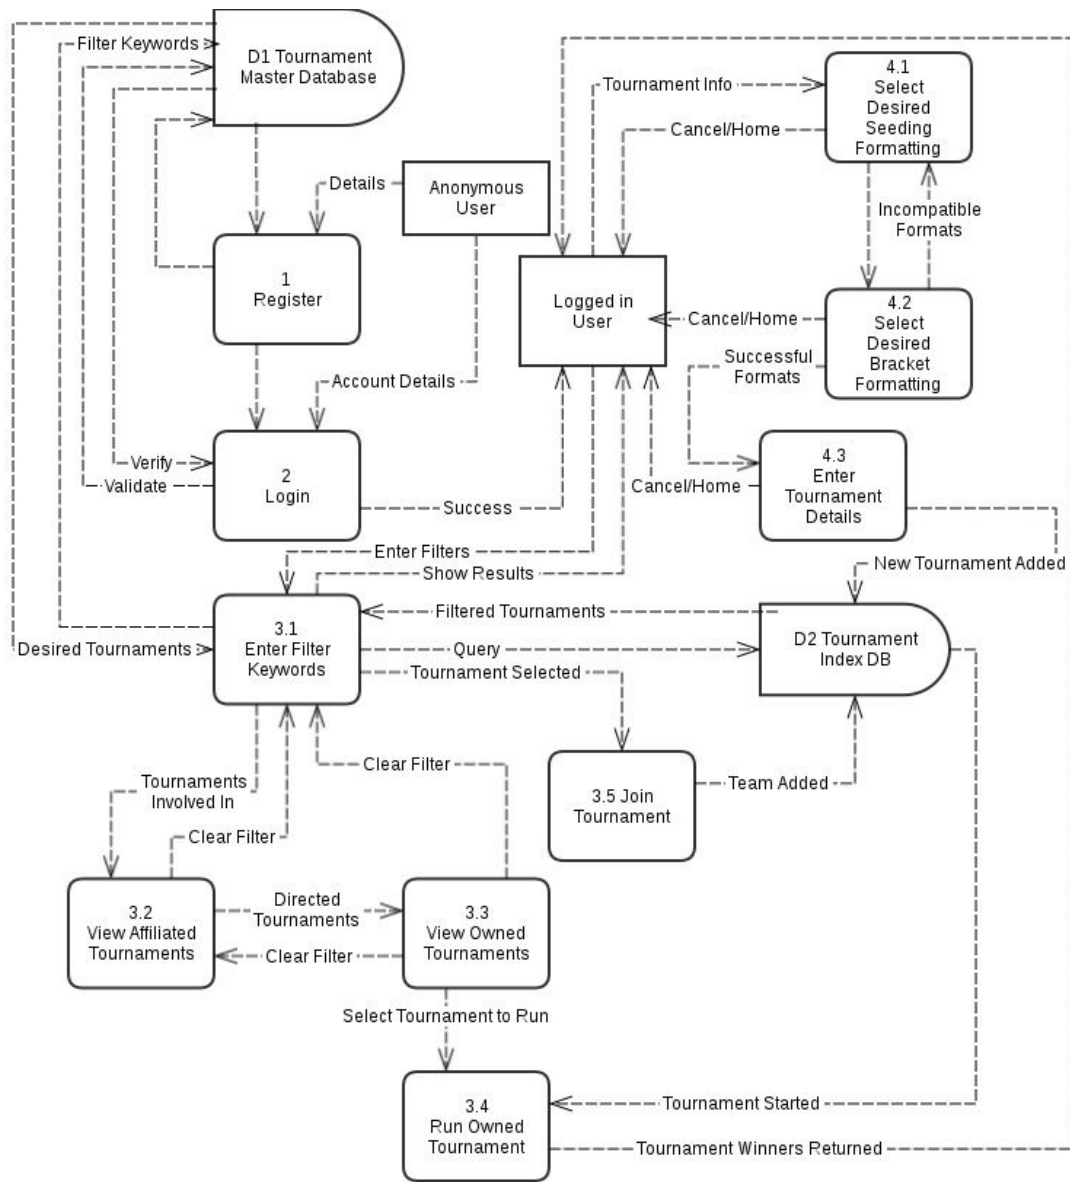 Filter Keywords
D1 Tournament
Master Database
Tournament Info
4.1
Select
Desired
Seeding
Formatting
Cancel/Home
Details
Anonymous
User
Incompatible
Formats
1
Register
Logged in
User
Cancel/Home
4.2
Select
Desired
Bracket
Formatting
Successful
Formats
Account Details
Verify
Validate
2
Login
Success
Cancel/Home
4.3
Enter
Tournament
Details
Enter Filters
Show Results
New Tournament Added
Filtered Tournaments
Desired Tournaments
3.1
Enter Filter
Keywords
Query
Tournament Selected
D2 Tournament
Index DB
Clear Filter
Tournaments
Involved In
3.5 Join
Tournament
Team Added
Clear Filter
3.2
View Affiliated
Tournaments
Directed
Tournaments
Clear Filter
3.3
View Owned
Tournaments
Select Tournament to Run
3.4
Run Owned
Tournament
Tournament Started
Tournament Winners Returned